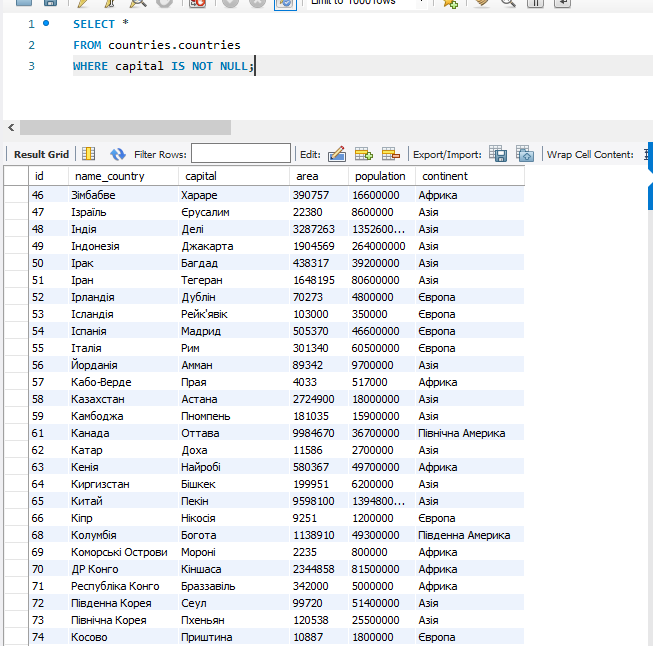 Limit to 1000 rows
1 SELECT *
2 FROM countries.countries
3 WHERE capital IS NOT NULL;
Result Grid Filter Rows: Edit: Export/Import: Wrap Cell Content:
id name_country capital area population continent
46 Зімбабве Хараре 390757 16600000 Африка
47 Ізраїль Єрусалим 22380 8600000 Азія
48 Індія Делі 3287263 1352600... Азія
49 Індонезія Джакарта 1904569 264000000 Азія
50 Ірак Багдад 438317 39200000 Азія
51 Іран Тегеран 1648195 80600000 Азія
52 Ірландія Дублін 70273 4800000 Європа
53 Ісландія Рейк'явік 103000 350000 Європа
54 Іспанія Мадрид 505370 46600000 Європа
55 Італія Рим 301340 60500000 Європа
56 Йорданія Амман 89342 9700000 Азія
57 Кабо-Верде Прая 4033 517000 Африка
58 Казахстан Астана 2724900 18000000 Азія
59 Камбоджа Пномпень 181035 15900000 Азія
61 Канада Оттава 9984670 36700000 Північна Америка
62 Катар Доха 11586 2700000 Азія
63 Кенія Найробі 580367 49700000 Африка
64 Киргизстан Бішкек 199951 6200000 Азія
65 Китай Пекін 9598100 1394800... Азія
66 Кіпр Нікосія 9251 1200000 Європа
68 Колумбія Богота 1138910 49300000 Південна Америка
69 Коморські Острови Мороні 2235 800000 Африка
70 ДР Конго Кіншаса 2344858 81500000 Африка
71 Республіка Конго Браззавіль 342000 5000000 Африка
72 Південна Корея Сеул 99720 51400000 Азія
73 Північна Корея Пхеньян 120538 25500000 Азія
74 Косово Приштина 10887 1800000 Європа